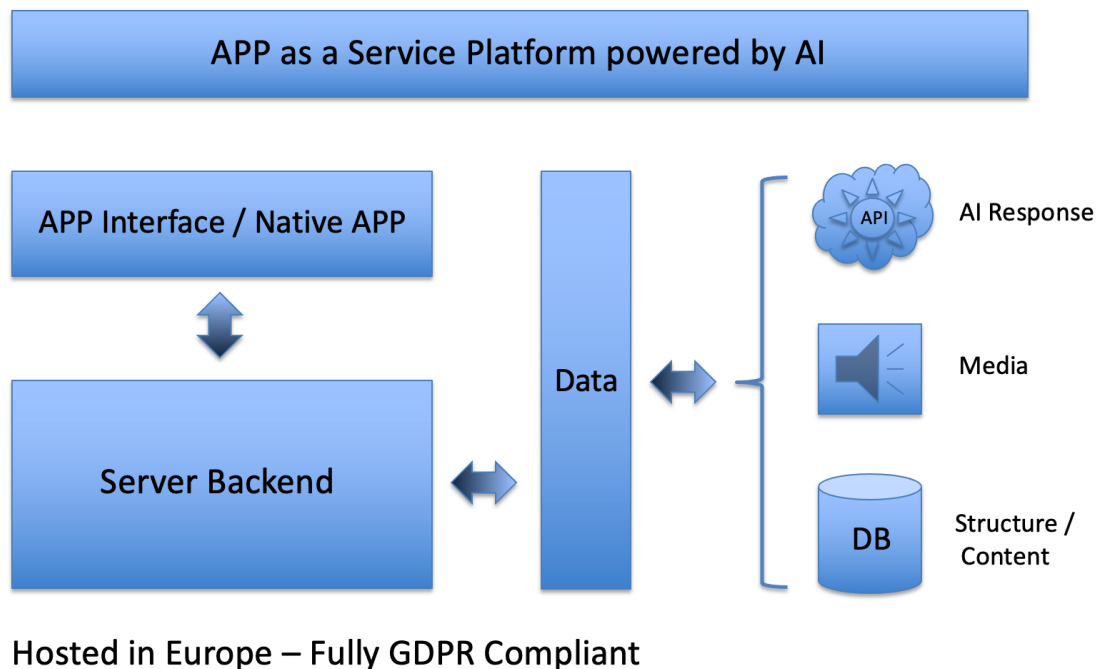 APP as a Service Platform powered by AI
APP Interface / Native APP
Server Backend
Data
API
AI Response
Media
DB
Structure /
Content
Hosted in Europe – Fully GDPR Compliant